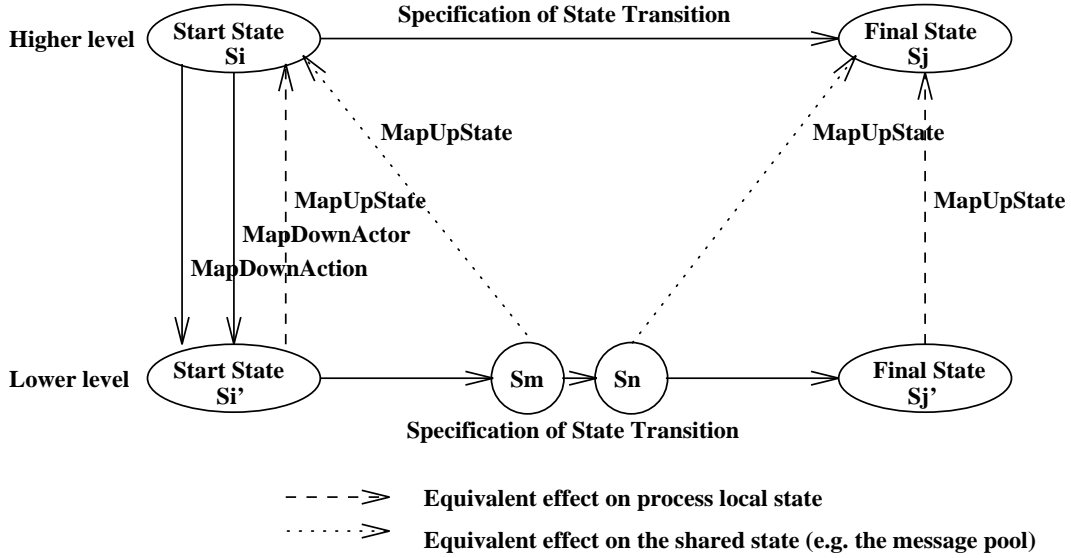 Specification of State Transition
Higher level
Start State
Si
Final State
Sj
MapUpState
MapUpState
MapUpState
MapUpState
MapDownActor
MapDownAction
Lower level
Start State
Si’
Sm
Sn
Final State
Sj’
Specification of State Transition
Equivalent effect on process local state
Equivalent effect on the shared state (e.g. the message pool)